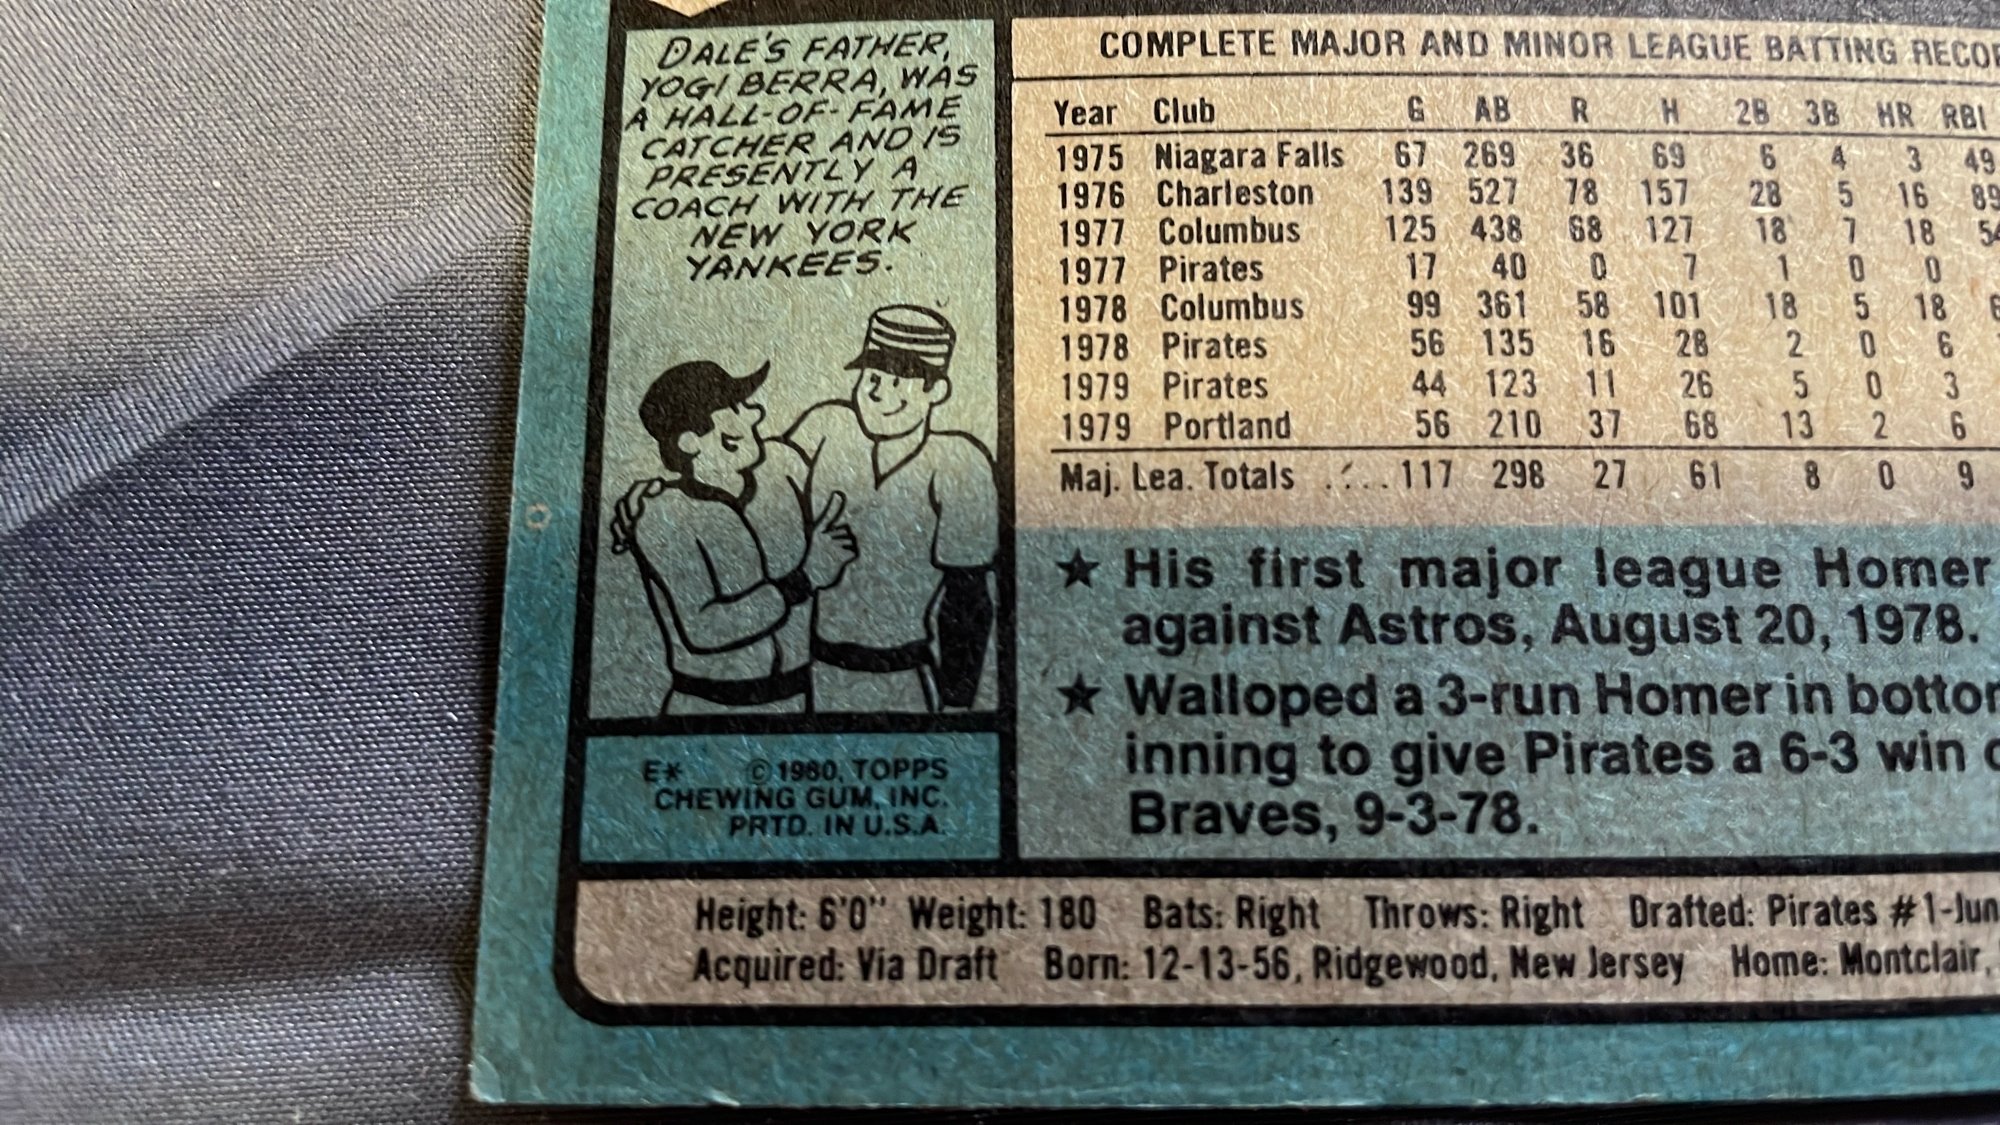 DALE'S FATHER,
YOGI BERRA, WAS
A HALL-OF-FAME
CATCHER AND IS
PRESENTLY A
COACH WITH THE
NEW YORK
YANKEES.
E* © 1980, TOPPS
CHEWING GUM, INC.
PRTD. IN U.S.A.
COMPLETE MAJOR AND MINOR LEAGUE BATTING
Year Club G AB R H 2B 3B HR RBI
1975 Niagara Falls 67 269 36 69 6 4 3 49
1976 Charleston 139 527 78 157 28 5 16 89
1977 Columbus 125 438 68 127 18 7 18 54
1977 Pirates 17 40 0 7 1 0 0
1978 Columbus 99 361 58 101 18 5 18
1978 Pirates 56 135 16 28 2 0 6
1979 Pirates 44 123 11 26 5 0 3
1979 Portland 56 210 37 68 13 2 6
Maj. Lea. Totals ..... 117 298 27 61 8 0 9
★ His first major league Homer
against Astros, August 20, 1978.
★ Walloped a 3-run Homer in
inning to give Pirates a 6-3 win
Braves, 9-3-78.
Height: 6'0" Weight: 180 Bats: Right Throws: Right Drafted: Pirates #1-Jun
Acquired: Via Draft Born: 12-13-56, Ridgewood, New Jersey Home: Montclair,